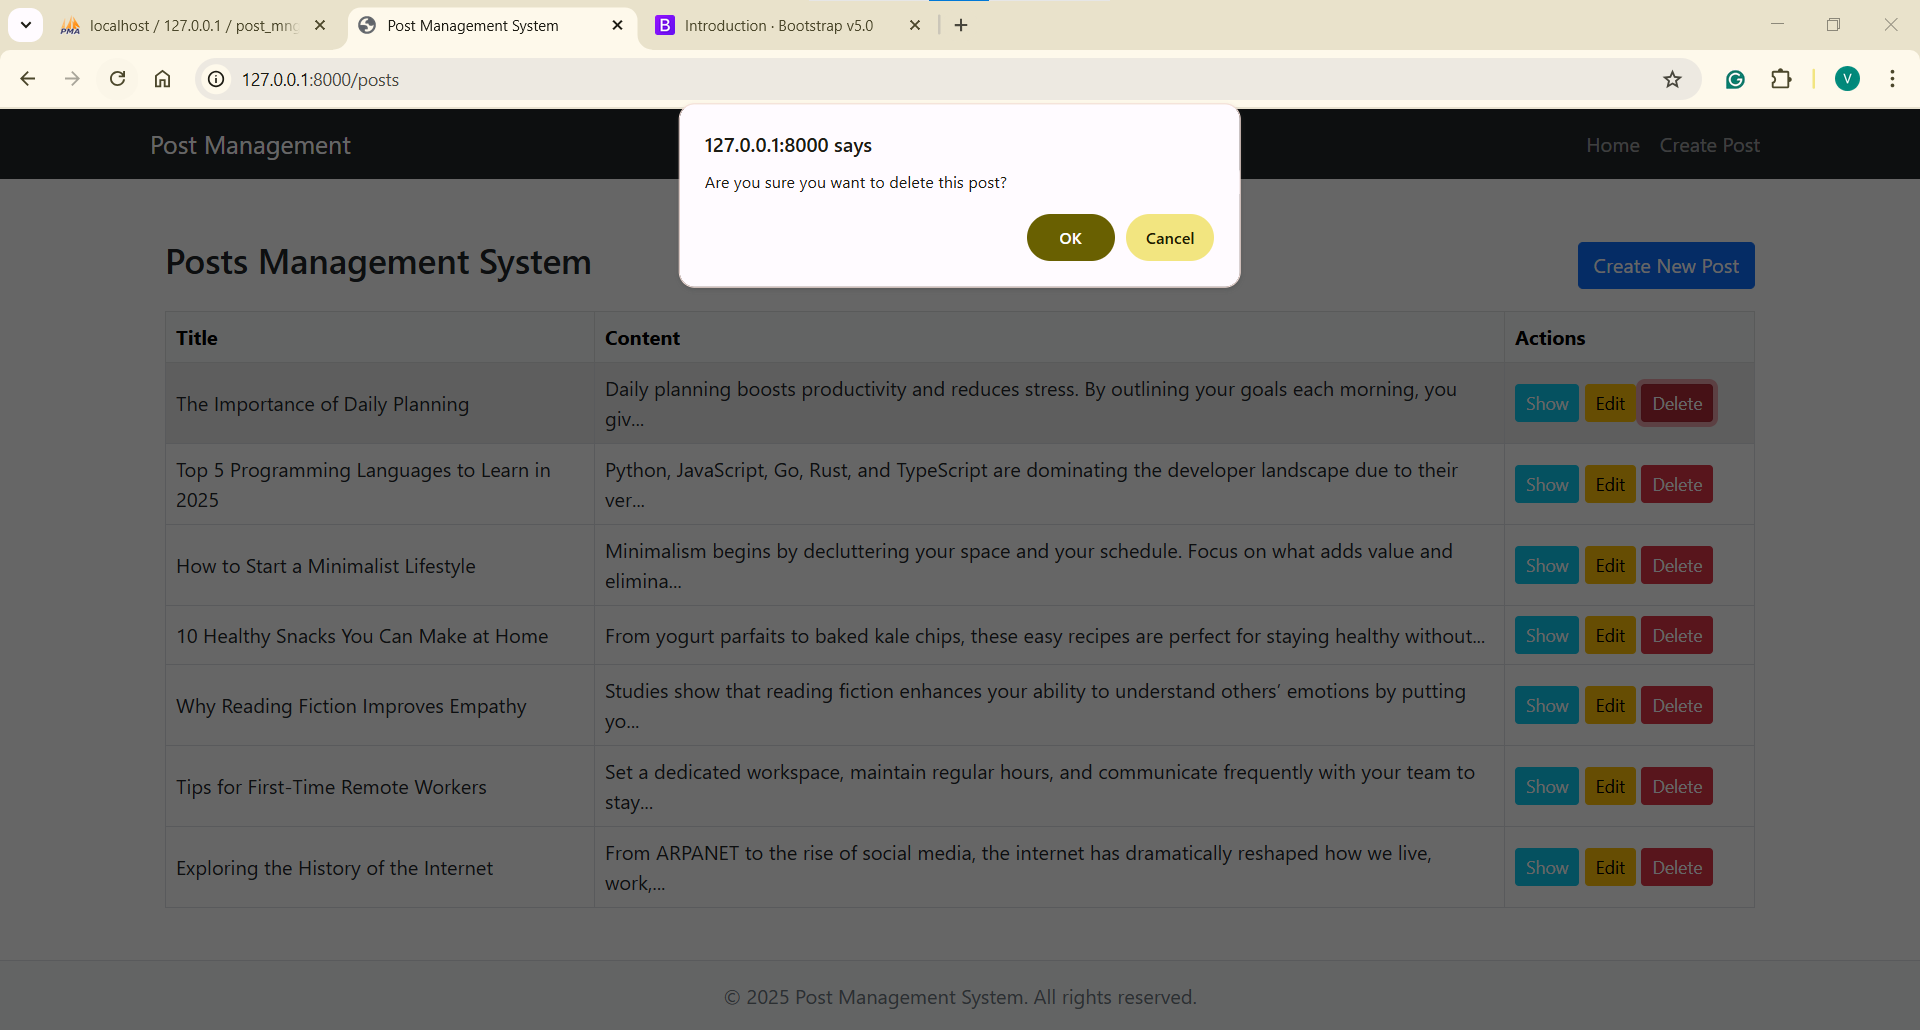 localhost / 127.0.0.1 / post_mng
Post Management System
B Introduction · Bootstrap v5.0
127.0.0.1:8000/posts
V
Post Management
Home
Create Post
127.0.0.1:8000 says
Are you sure you want to delete this post?
OK
Cancel
Posts Management System
Create New Post
Title
Content
Actions
The Importance of Daily Planning
Daily planning boosts productivity and reduces stress. By outlining your goals each morning, you
giv...
Show
Edit
Delete
Top 5 Programming Languages to Learn in
2025
Python, JavaScript, Go, Rust, and TypeScript are dominating the developer landscape due to their
ver...
Show
Edit
Delete
How to Start a Minimalist Lifestyle
Minimalism begins by decluttering your space and your schedule. Focus on what adds value and
elimina...
Show
Edit
Delete
10 Healthy Snacks You Can Make at Home
From yogurt parfaits to baked kale chips, these easy recipes are perfect for staying healthy without...
Show
Edit
Delete
Why Reading Fiction Improves Empathy
Studies show that reading fiction enhances your ability to understand others’ emotions by putting
yo...
Show
Edit
Delete
Tips for First-Time Remote Workers
Set a dedicated workspace, maintain regular hours, and communicate frequently with your team to
stay...
Show
Edit
Delete
Exploring the History of the Internet
From ARPANET to the rise of social media, the internet has dramatically reshaped how we live,
work,...
Show
Edit
Delete
© 2025 Post Management System. All rights reserved.